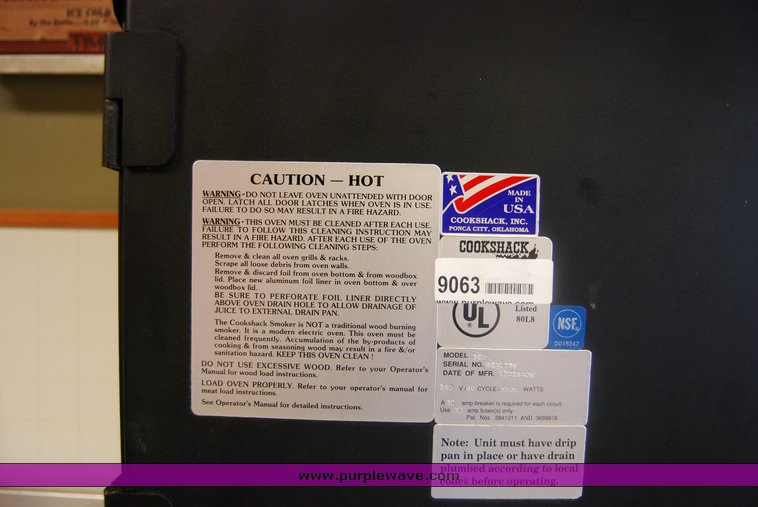 CAUTION — HOT
WARNING - DO NOT LEAVE OVEN UNATTENDED WITH DOOR
OPEN. LATCH ALL DOOR LATCHES WHEN OVEN IS IN USE.
FAILURE TO DO SO MAY RESULT IN A FIRE HAZARD.
WARNING - THIS OVEN MUST BE CLEANED AFTER EACH USE.
FAILURE TO FOLLOW THIS CLEANING INSTRUCTION MAY
RESULT IN A FIRE HAZARD. AFTER EACH USE OF THE OVEN
PERFORM THE FOLLOWING CLEANING STEPS:
Remove & clean all oven grills & racks.
Scrape all loose debris from oven walls.
Remove & discard foil from oven bottom & from woodbox
lid. Place new aluminum foil liner in oven bottom & over
woodbox lid.
BE SURE TO PERFORATE FOIL LINER DIRECTLY
ABOVE OVEN DRAIN HOLE TO ALLOW DRAINAGE OF
JUICE TO EXTERNAL DRAIN PAN.
The Cookshack Smoker is NOT a traditional wood burning
smoker. It is a modern electric oven. This oven must be
cleaned frequently. Accumulation of the by-products of
cooking & from seasoning wood may result in a fire &/or
sanitation hazard. KEEP THIS OVEN CLEAN !
DO NOT USE EXCESSIVE WOOD. Refer to your Operator's
Manual for wood load instructions.
LOAD OVEN PROPERLY. Refer to your operator's manual for
meat load instructions.
See Operator's Manual for detailed instructions.
MADE
IN
USA
COOKSHACK, INC.
PONCA CITY, OKLAHOMA
COOKSHACK
9063
www.purplewave.com
UL
Listed
80L8
NSF
D046547
MODEL
SERIAL NO.
DATE OF MFR.
240 V/ CYCLE/ WATTS
A amp breaker is required for each circuit.
Use amp fuses(s) only.
Pat. Nos. 3841211 AND 3699876
Note: Unit must have drip
pan in place or have drain
plumbed according to local
codes before operating.
www.purplewave.com